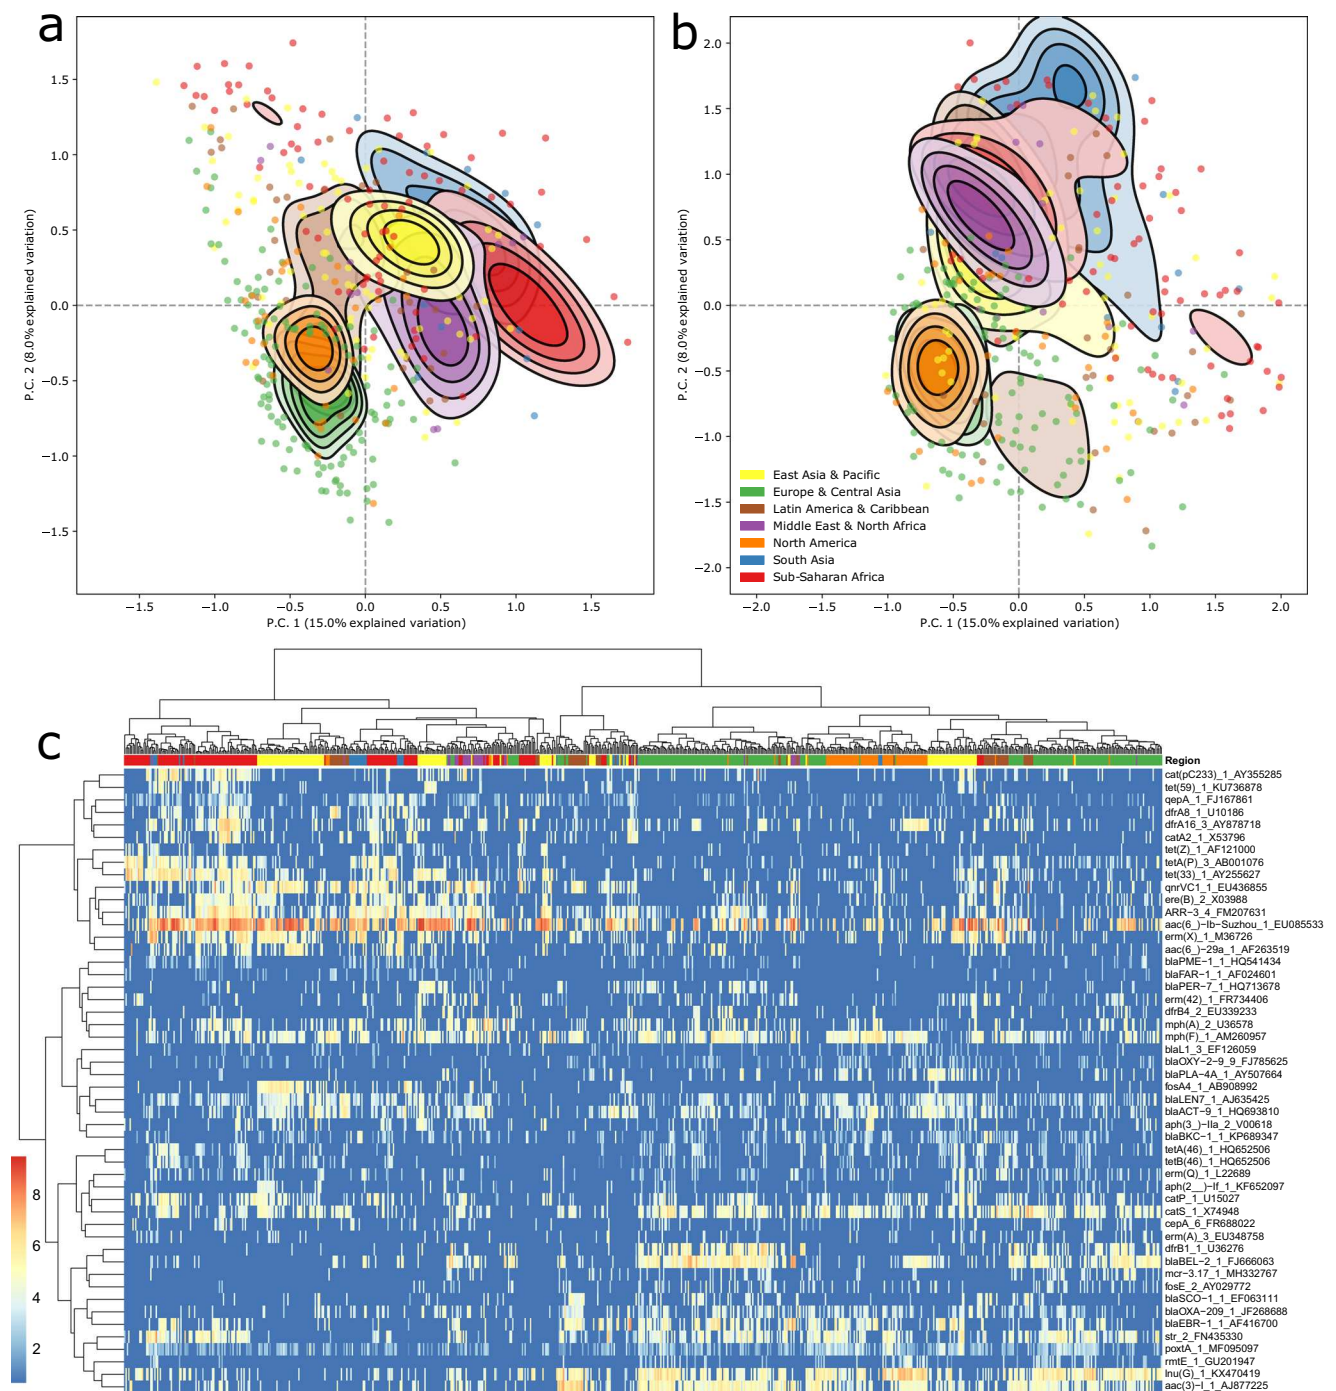 a
b
1.5
1.0
0.5
0.0
−0.5
−1.0
−1.5
P.C. 2 (8.0% explained variation)
−1.5
−1.0
−0.5
0.0
0.5
1.0
1.5
P.C. 1 (15.0% explained variation)
2.0
1.5
1.0
0.5
0.0
−0.5
−1.0
−1.5
−2.0
P.C. 2 (8.0% explained variation)
East Asia & Pacific
Europe & Central Asia
Latin America & Caribbean
Middle East & North Africa
North America
South Asia
Sub-Saharan Africa
−2.0
−1.5
−1.0
−0.5
0.0
0.5
1.0
1.5
2.0
P.C. 1 (15.0% explained variation)
c
Region
cat(pC233)_1_AY355285
tet(59)_1_KU736878
qepA_1_FJ167861
dfrA8_1_U10186
dfrA16_3_AY878718
catA2_1_X53796
tet(Z)_1_AF121000
tetA(P)_3_AB001076
tet(33)_1_AY255627
qnrVC1_1_EU436855
ere(B)_2_X03988
ARR−3_4_FM207631
aac(6_)−Ib−Suzhou_1_EU085533
erm(X)_1_M36726
aac(6_)−29a_1_AF263519
blaPME−1_1_HQ541434
blaFAR−1_1_AF024601
blaPER−7_1_HQ713678
erm(42)_1_FR734406
dfrB4_2_EU339233
mph(A)_2_U36578
mph(F)_1_AM260957
blaL1_3_EF126059
blaOXY−2−9_9_FJ785625
blaPLA−4A_1_AY507664
fosA4_1_AB908992
blaLEN7_1_AJ635425
blaACT−9_1_HQ693810
aph(3_)−IIa_2_V00618
blaBKC−1_1_KP689347
tetA(46)_1_HQ652506
tetB(46)_1_HQ652506
erm(Q)_1_L22689
aph(2__)−If_1_KF652097
catP_1_U15027
catS_1_X74948
cepA_6_FR688022
erm(A)_3_EU348758
dfrB1_1_U36276
blaBEL−2_1_FJ666063
mcr−3.17_1_MH332767
fosE_2_AY029772
blaSCO−1_1_EF063111
blaOXA−209_1_JF268688
blaEBR−1_1_AF416700
str_2_FN435330
poxtA_1_MF095097
rmtE_1_GU201947
lnu(G)_1_KX470419
aac(3)−I_1_AJ877225
8
6
4
2